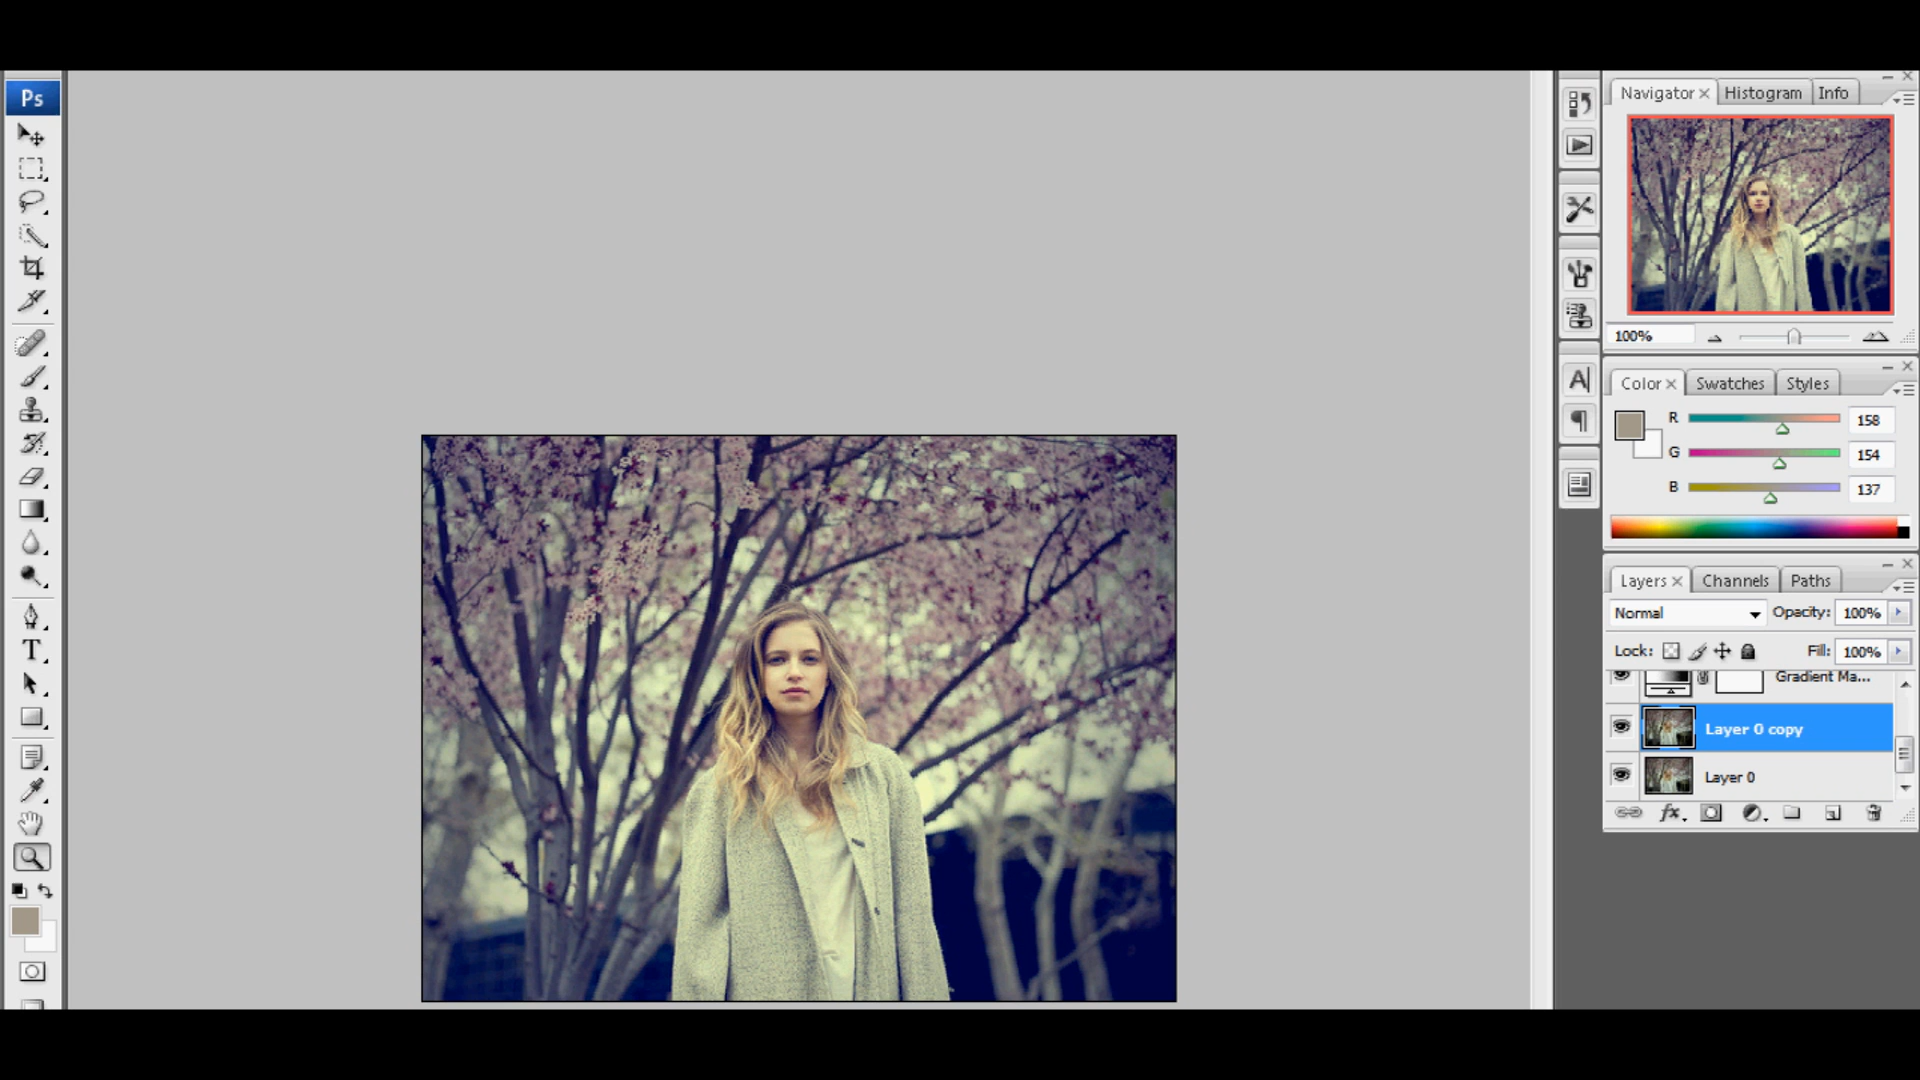 Ps
Navigator Histogram Info
100%
Color Swatches Styles
R 158
G 154
B 137
Layers Channels Paths
Normal Opacity: 100%
Lock: Fill: 100%
Gradient Ma...
Layer 0 copy
Layer 0
fx
T
A